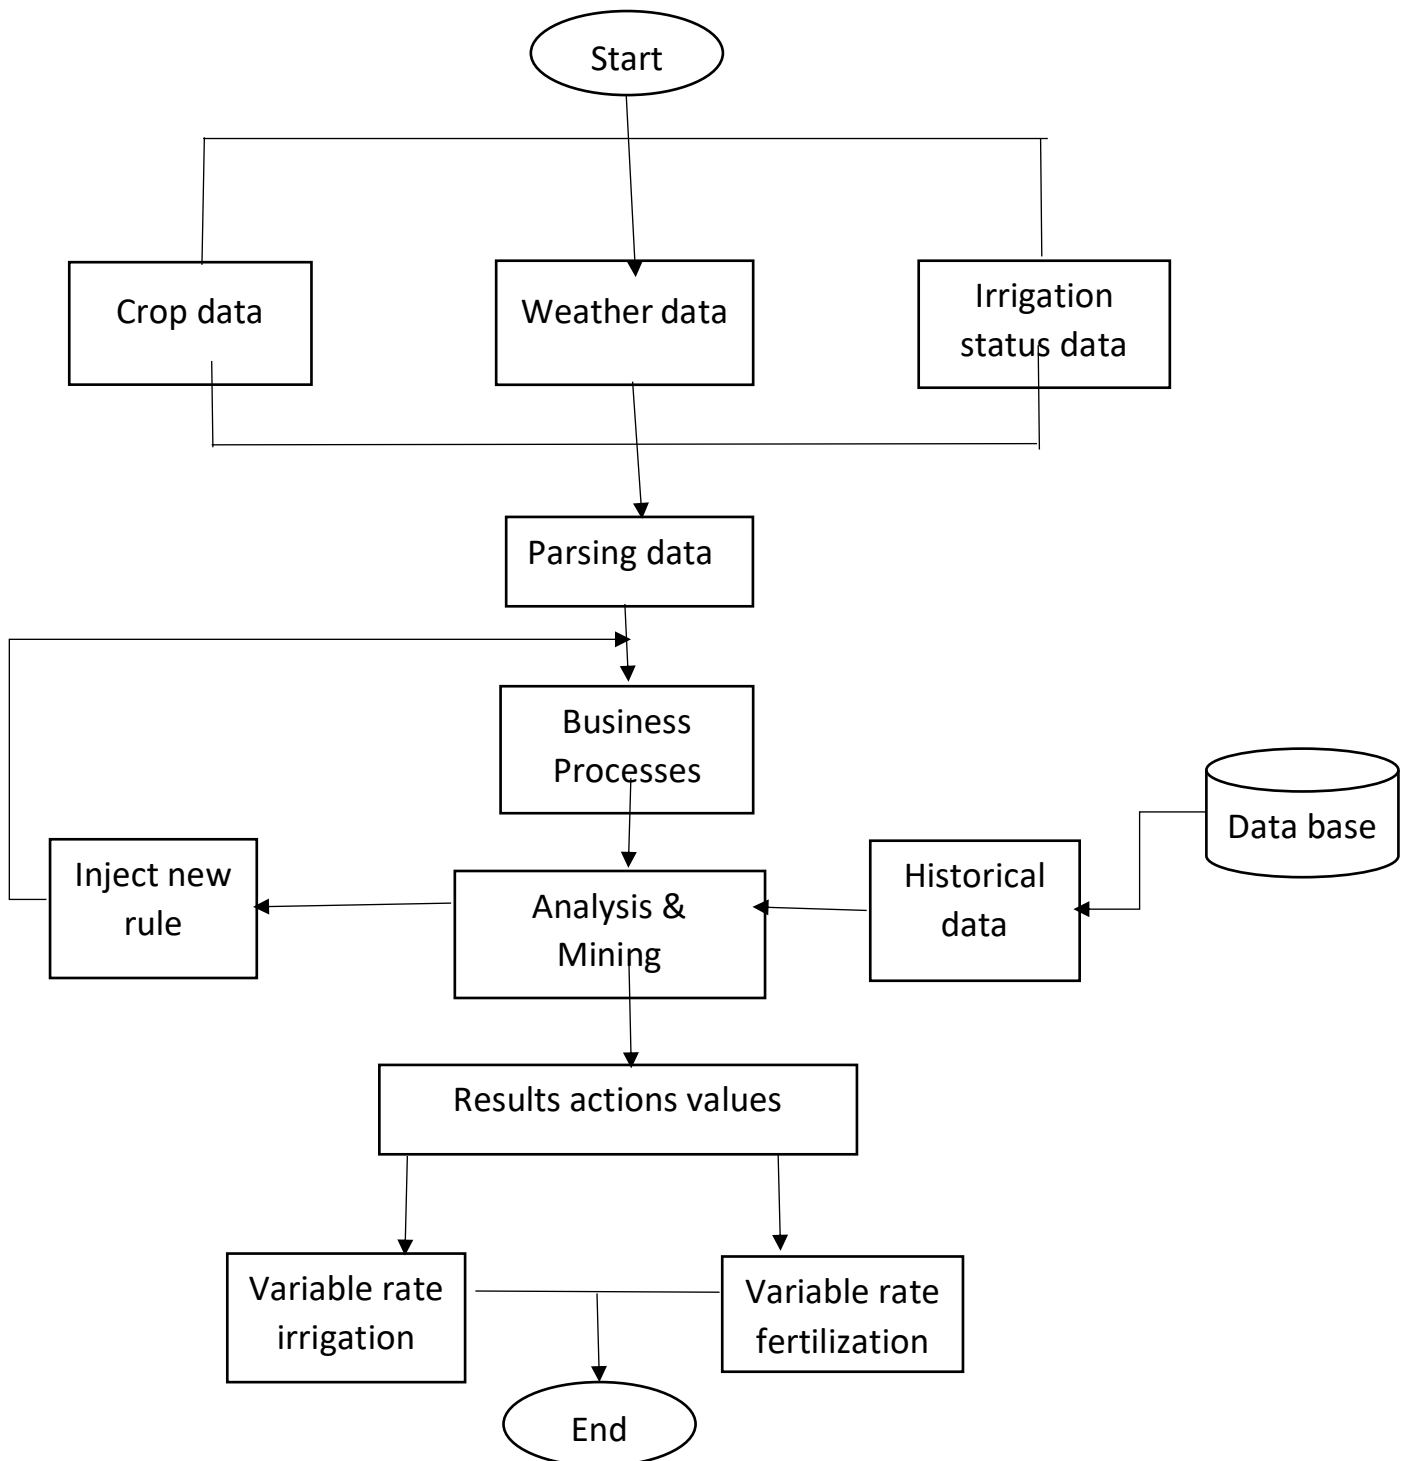 Start
Crop data
Weather data
Irrigation
status data
Parsing data
Business
Processes
Data base
Inject new
rule
Analysis &
Mining
Historical
data
Results actions values
Variable rate
irrigation
Variable rate
fertilization
End